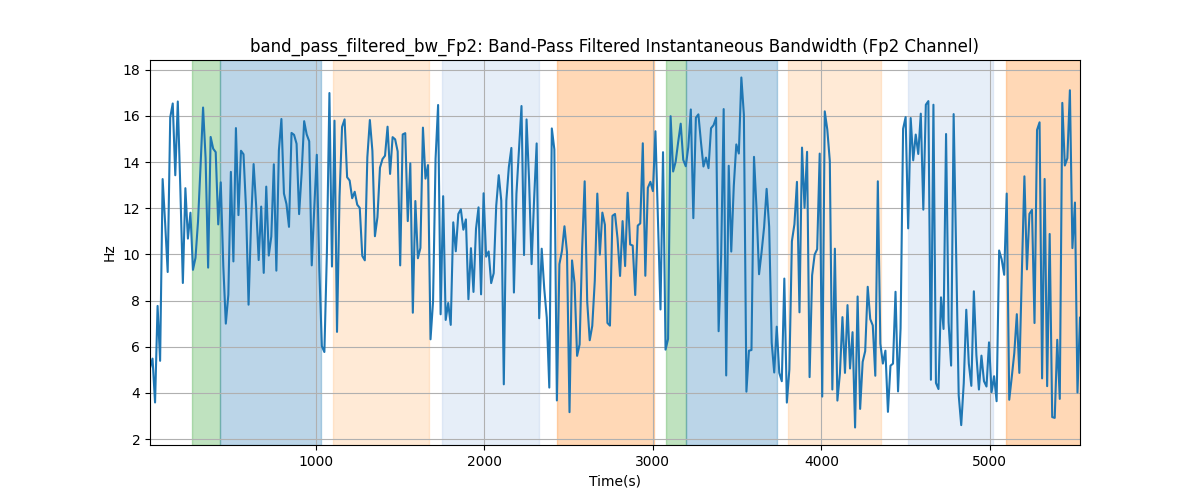 band_pass_filtered_bw_Fp2: Band-Pass Filtered Instantaneous Bandwidth (Fp2 Channel)
18
16
14
12
10
8
6
4
2
Hz
1000 2000 3000 4000 5000
Time(s)